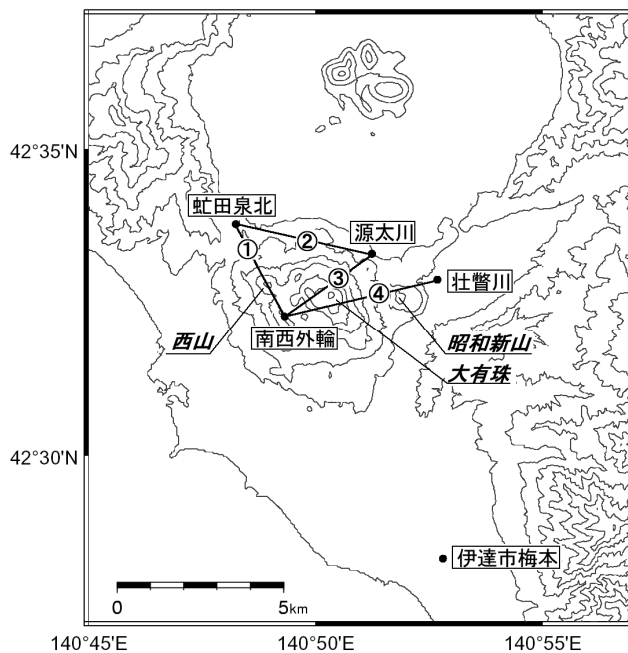 42°35'N
虻田泉北
②
源太川
①
③
壮瞥川
④
西山
南西外輪
昭和新山
大有珠
42°30'N
伊達市梅本
0
5km
140°45'E
140°50'E
140°55'E